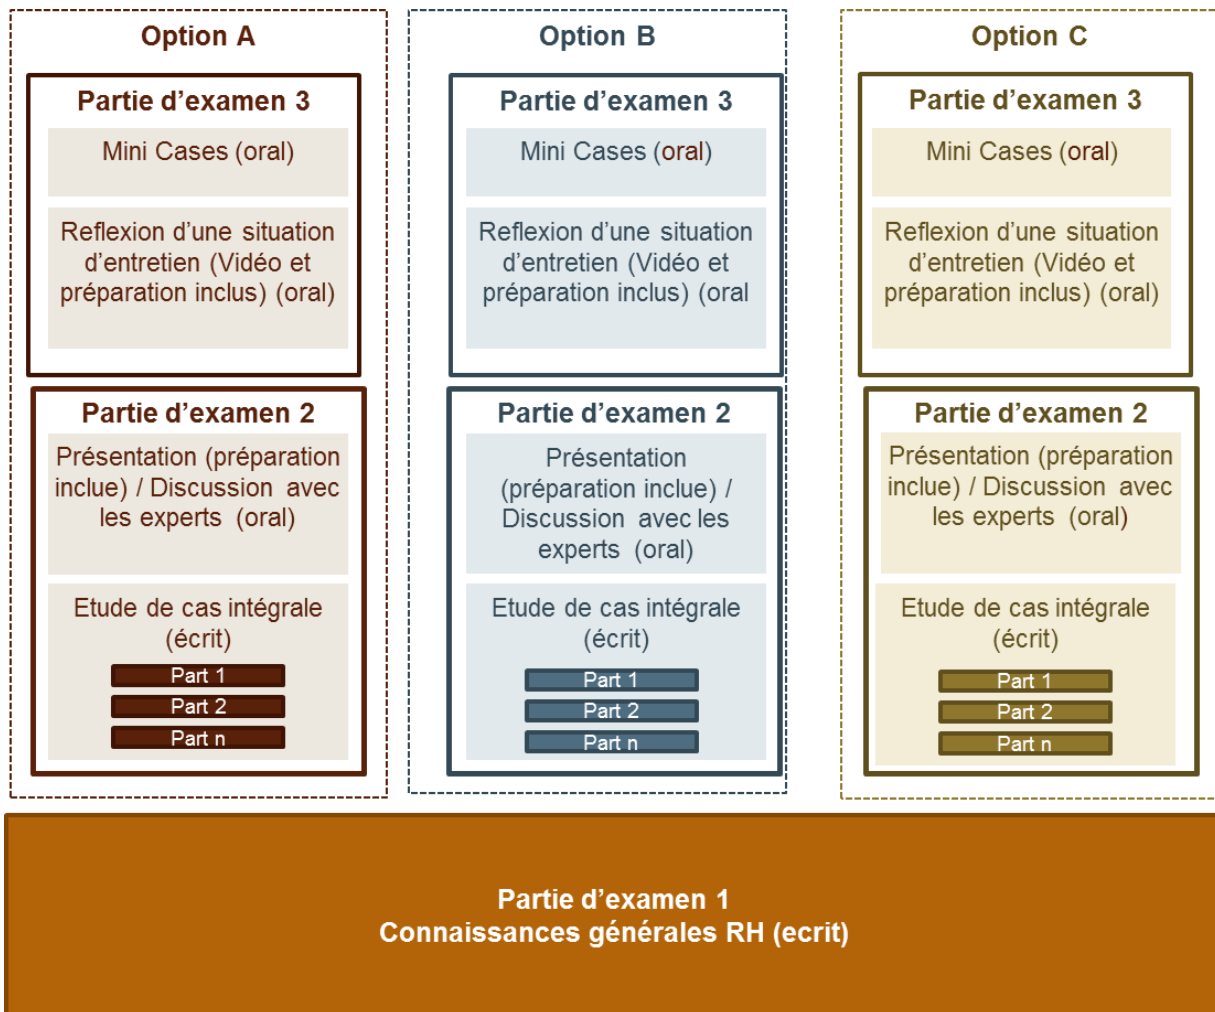 Option A
Partie d’examen 3
Mini Cases (oral)
Reflexion d’une situation
d’entretien (Vidéo et
préparation inclus) (oral)
Partie d’examen 2
Présentation (préparation
inclue) / Discussion avec
les experts (oral)
Etude de cas intégrale
(écrit)
Part 1
Part 2
Part n
Option B
Partie d’examen 3
Mini Cases (oral)
Reflexion d’une situation
d’entretien (Vidéo et
préparation inclus) (oral
Partie d’examen 2
Présentation
(préparation inclue) /
Discussion avec les
experts (oral)
Etude de cas intégrale
(écrit)
Part 1
Part 2
Part n
Option C
Partie d’examen 3
Mini Cases (oral)
Reflexion d’une situation
d’entretien (Vidéo et
préparation inclus) (oral)
Partie d’examen 2
Présentation (préparation
inclue) / Discussion avec
les experts (oral)
Etude de cas intégrale
(écrit)
Part 1
Part 2
Part n
Partie d’examen 1
Connaissances générales RH (ecrit)